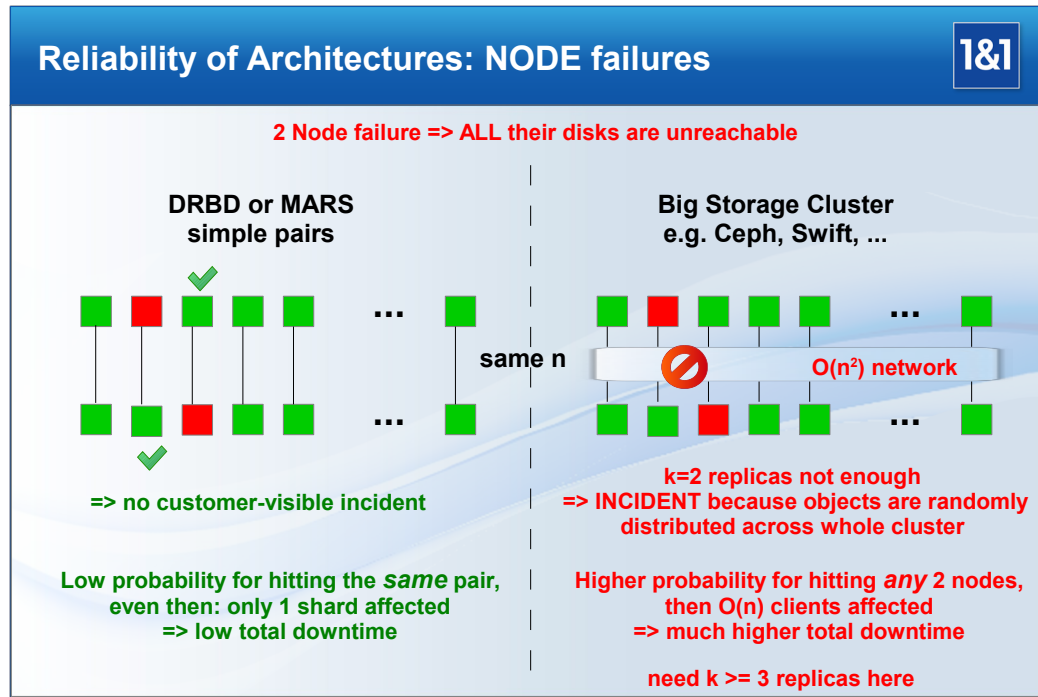 Reliability of Architectures: NODE failures
1&1
2 Node failure => ALL their disks are unreachable
DRBD or MARS
simple pairs
...
same n
...
=> no customer-visible incident
Low probability for hitting the same pair,
even then: only 1 shard affected
=> low total downtime
Big Storage Cluster
e.g. Ceph, Swift, ...
...
O(n²) network
...
k=2 replicas not enough
=> INCIDENT because objects are randomly
distributed across whole cluster
Higher probability for hitting any 2 nodes,
then O(n) clients affected
=> much higher total downtime
need k >= 3 replicas here